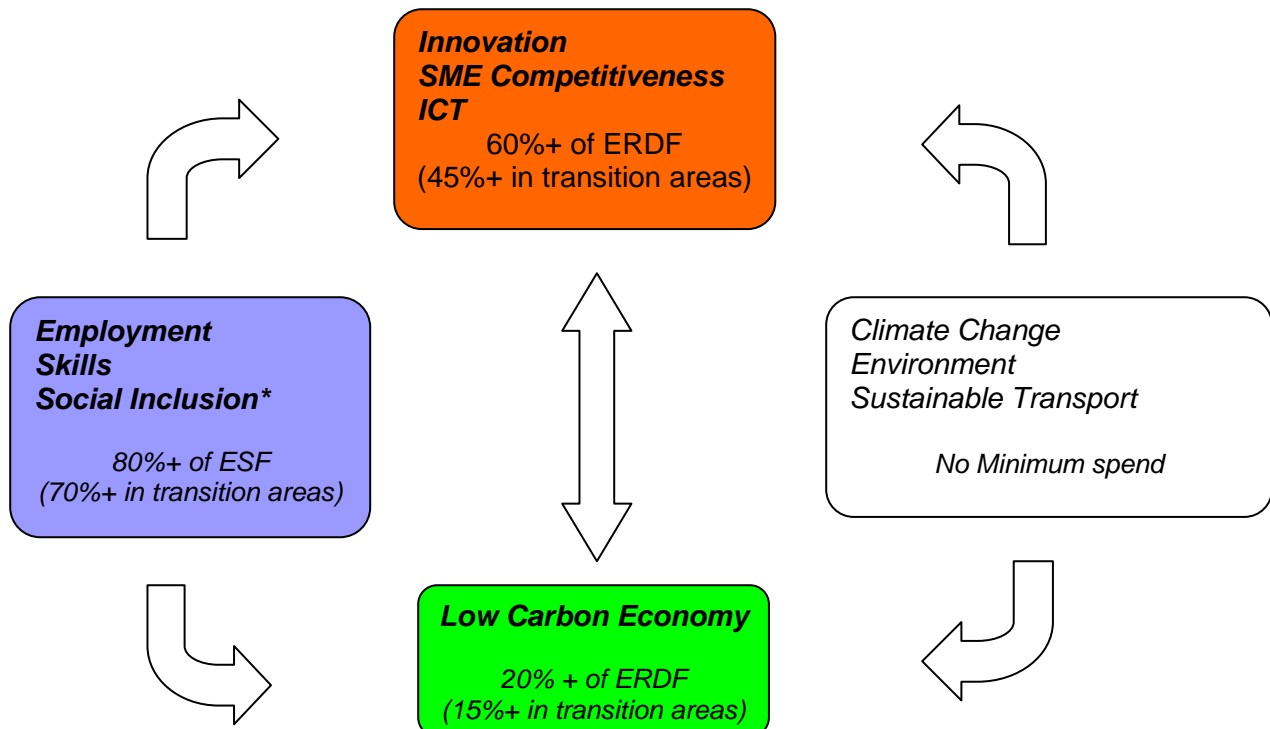 Innovation
SME Competitiveness
ICT
60%+ of ERDF
(45%+ in transition areas)
Employment
Skills
Social Inclusion*
80%+ of ESF
(70%+ in transition areas)
Climate Change
Environment
Sustainable Transport
No Minimum spend
Low Carbon Economy
20% + of ERDF
(15%+ in transition areas)